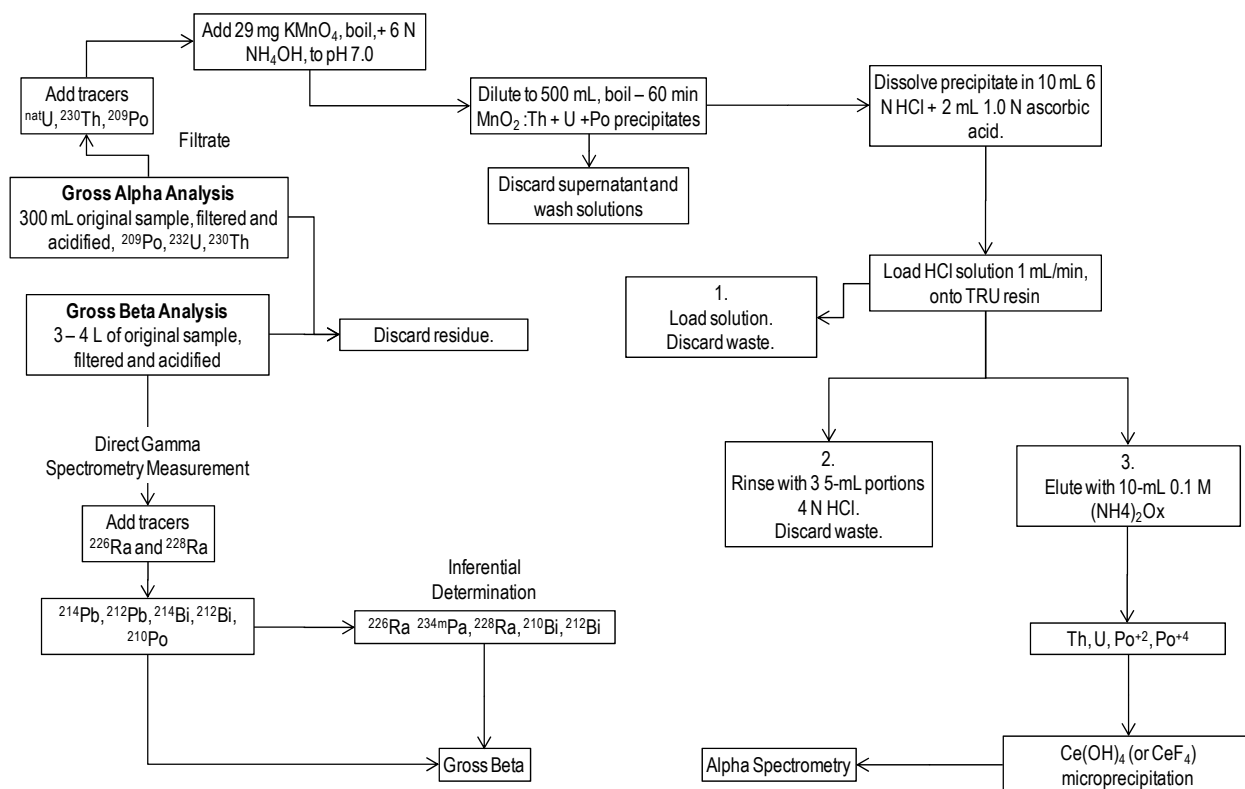 Add 29 mg KMnO₄, boil,+ 6 N
NH₄OH, to pH 7.0
Add tracers
ⁿᵃᵗU, ²³⁰Th, ²⁰⁹Po
Filtrate
Dilute to 500 mL, boil – 60 min
MnO₂ :Th + U +Po precipitates
Discard supernatant and
wash solutions
Dissolve precipitate in 10 mL 6
N HCl + 2 mL 1.0 N ascorbic
acid.
Gross Alpha Analysis
300 mL original sample, filtered and
acidified, ²⁰⁹Po, ²³²U, ²³⁰Th
Gross Beta Analysis
3 – 4 L of original sample,
filtered and acidified
Discard residue.
Load HCl solution 1 mL/min,
onto TRU resin
1.
Load solution.
Discard waste.
2.
Rinse with 3 5-mL portions
4 N HCl.
Discard waste.
3.
Elute with 10-mL 0.1 M
(NH4)₂Ox
Direct Gamma
Spectrometry Measurement
Add tracers
²²⁶Ra and ²²⁸Ra
²¹⁴Pb, ²¹²Pb, ²¹⁴Bi, ²¹²Bi,
²¹⁰Po
Inferential
Determination
²²⁶Ra ²³⁴ᵐPa, ²²⁸Ra, ²¹⁰Bi, ²¹²Bi
Gross Beta
Th, U, Po⁺², Po⁺⁴
Ce(OH)₄ (or CeF₄)
microprecipitation
Alpha Spectrometry